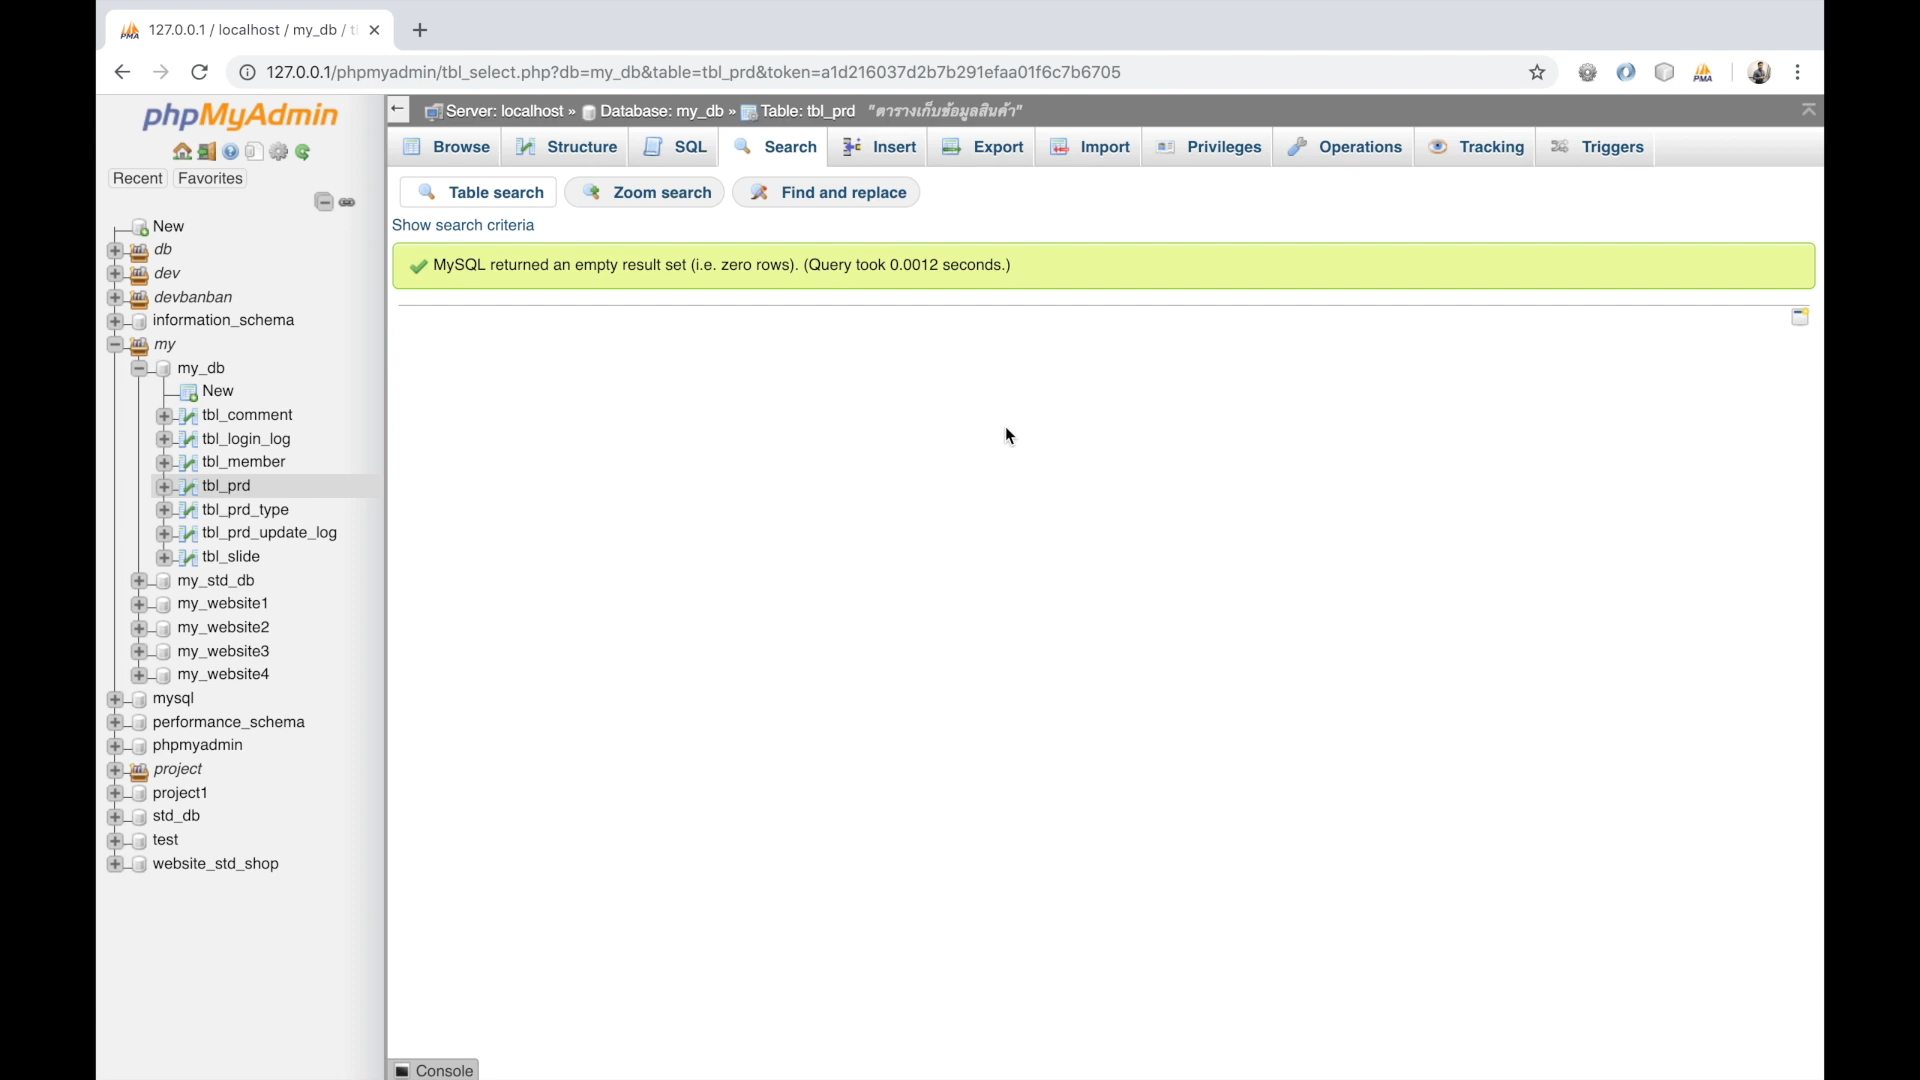 127.0.0.1 / localhost / my_db / t
127.0.0.1/phpmyadmin/tbl_select.php?db=my_db&table=tbl_prd&token=a1d216037d2b7b291efaa01f6c7b6705
PMA
phpMyAdmin
Recent
Favorites
New
db
dev
devbanban
information_schema
my
my_db
New
tbl_comment
tbl_login_log
tbl_member
tbl_prd
tbl_prd_type
tbl_prd_update_log
tbl_slide
my_std_db
my_website1
my_website2
my_website3
my_website4
mysql
performance_schema
phpmyadmin
project
project1
std_db
test
website_std_shop
Server: localhost » Database: my_db » Table: tbl_prd "ตารางเก็บข้อมูลสินค้า"
Browse Structure SQL Search Insert Export Import Privileges Operations Tracking Triggers
Table search Zoom search Find and replace
Show search criteria
MySQL returned an empty result set (i.e. zero rows). (Query took 0.0012 seconds.)
Console